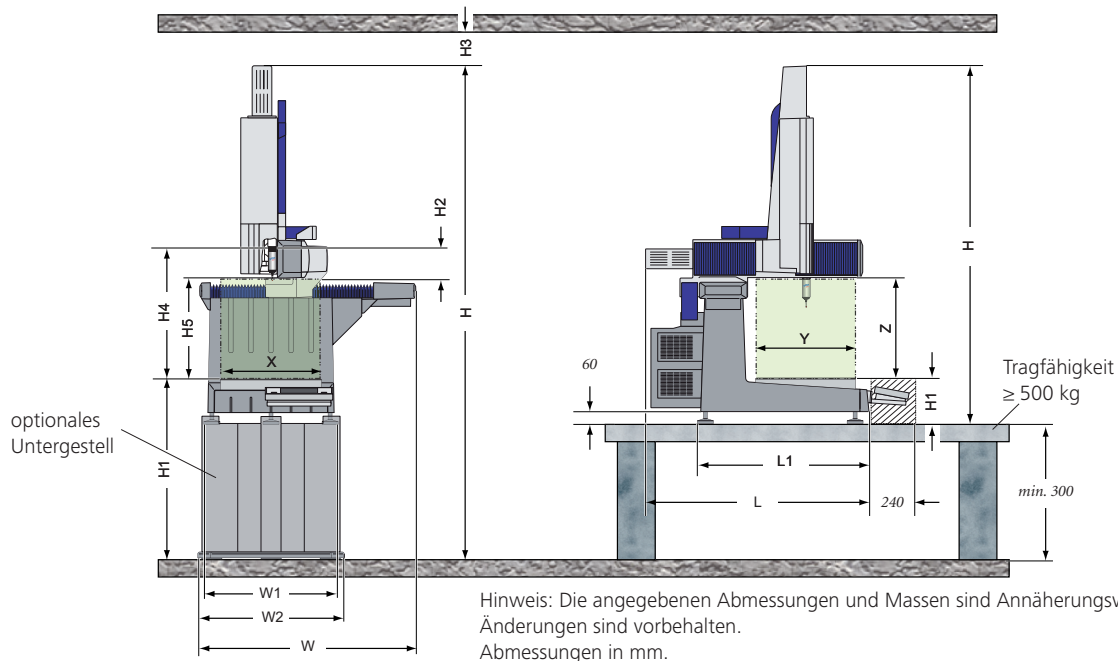 H3
H2
H
H4
H5
X
H1
W1
W2
W
optionales
Untergestell
H
Z
Y
60
H1
L1
L
240
Tragfähigkeit
≥ 500 kg
min. 300
Hinweis: Die angegebenen Abmessungen und Massen sind
Änderungen sind vorbehalten.
Abmessungen in mm.